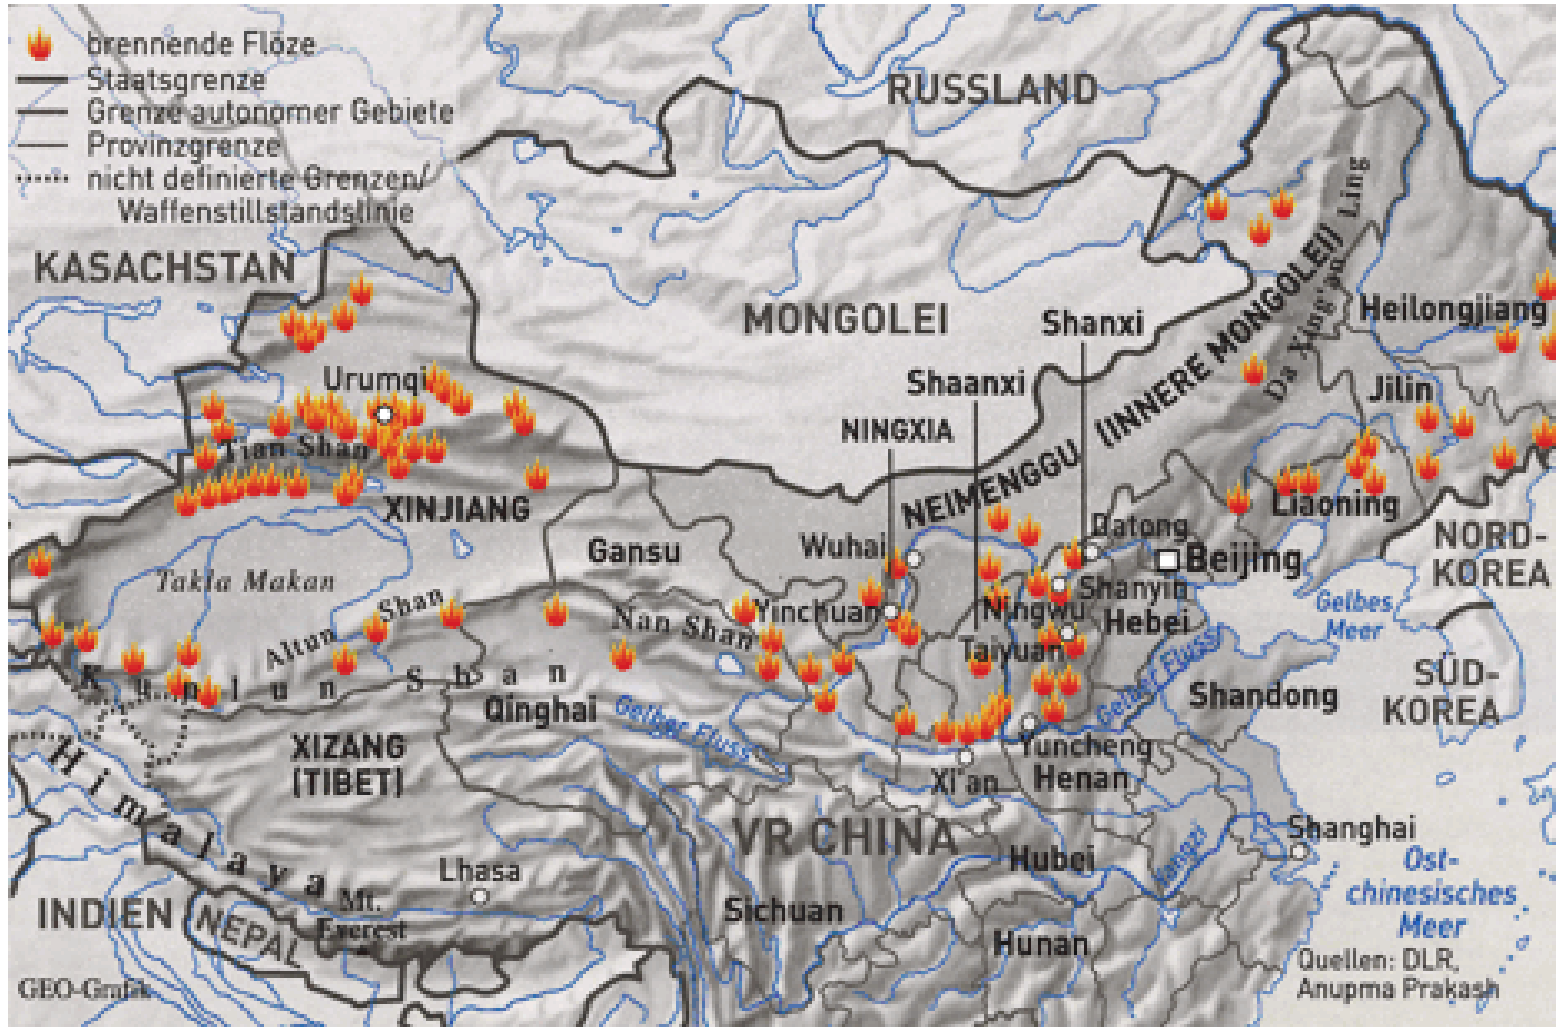 brennende Flöze
Staatsgrenze
Grenze autonomer Gebiete
Provinzgrenze
nicht definierte Grenzen/
Waffenstillstandslinie
RUSSLAND
KASACHSTAN
MONGOLEI
Da Xing'an Ling
Heilongjiang
Shanxi
Shaanxi
NINGXIA
Urumqi
Jilin
Tian Shan
XINJIANG
NEIMENGGU (INNERE MONGOLEI)
Liaoning
Gansu
Wuhai
Datong
Beijing
NORD-
KOREA
Takla Makan
Altun Shan
Nan Shan
Yinchuan
Ningwu
Shanyin
Hebei
Gelbes
Meer
Taiyuan
Kunlun Shan
Qinghai
Gelber Fluss
Gelber Fluss
Shandong
SÜD-
KOREA
XIZANG
(TIBET)
Yuncheng
Xi'an
Henan
Himalaya
VR CHINA
Shanghai
Hubei
Yangzi
Ost-
chinesisches
Meer
Lhasa
Mt.
Everest
INDIEN
NEPAL
Sichuan
Hunan
GEO-Grafik
Quellen: DLR,
Anupma Prakash